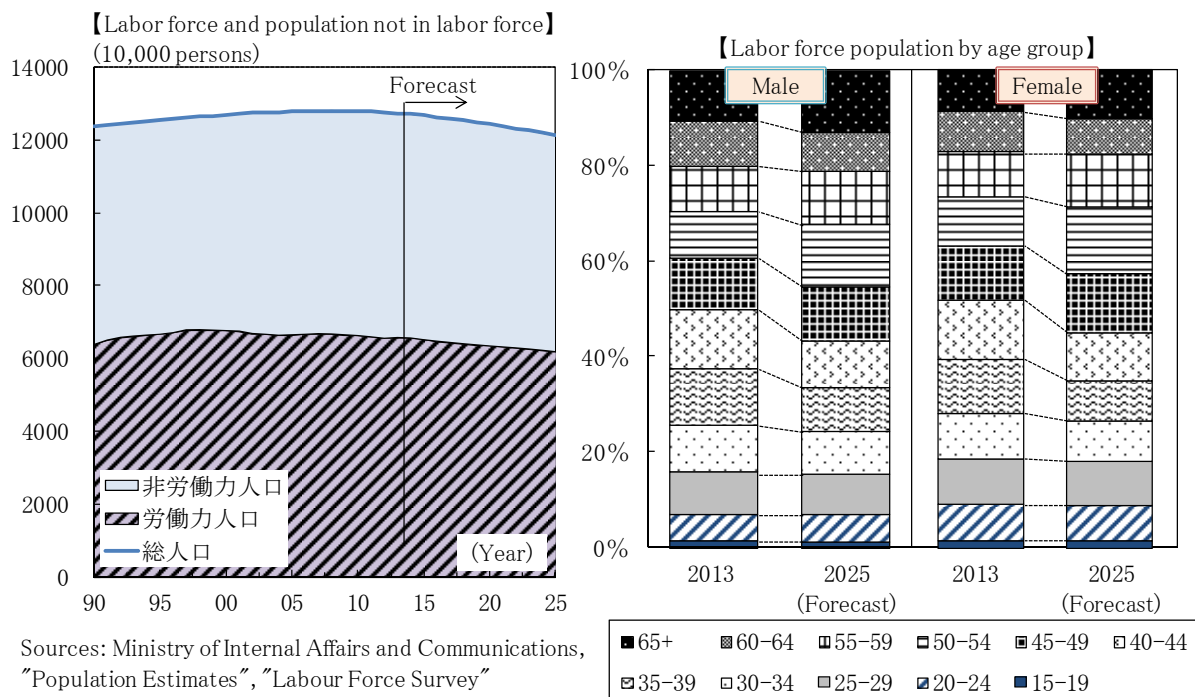 【Labor force and population not in labor force】
(10,000 persons)
14000
12000
10000
8000
6000
4000
2000
0
Forecast
非労働力人口
労働力人口
総人口
(Year)
90 95 00 05 10 15 20 25
Sources: Ministry of Internal Affairs and Communications,
"Population Estimates", "Labour Force Survey"
【Labor force population by age group】
100%
80%
60%
40%
20%
0%
Male Female
2013 2025 2013 2025
(Forecast) (Forecast)
65+ 60-64 55-59 50-54 45-49 40-44
35-39 30-34 25-29 20-24 15-19